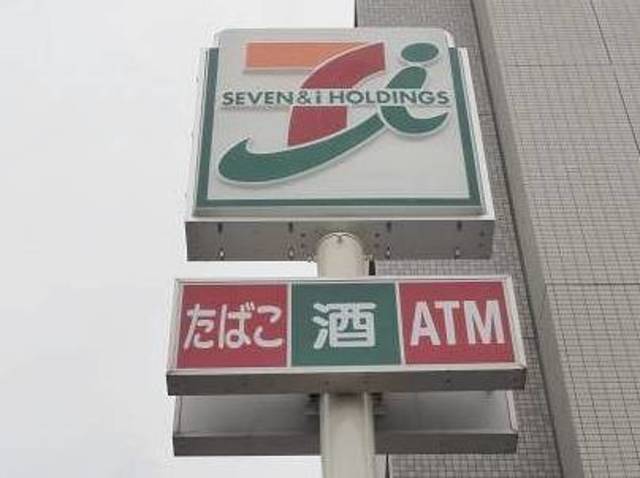 SEVEN & i HOLDINGS
たばこ 酒 ATM